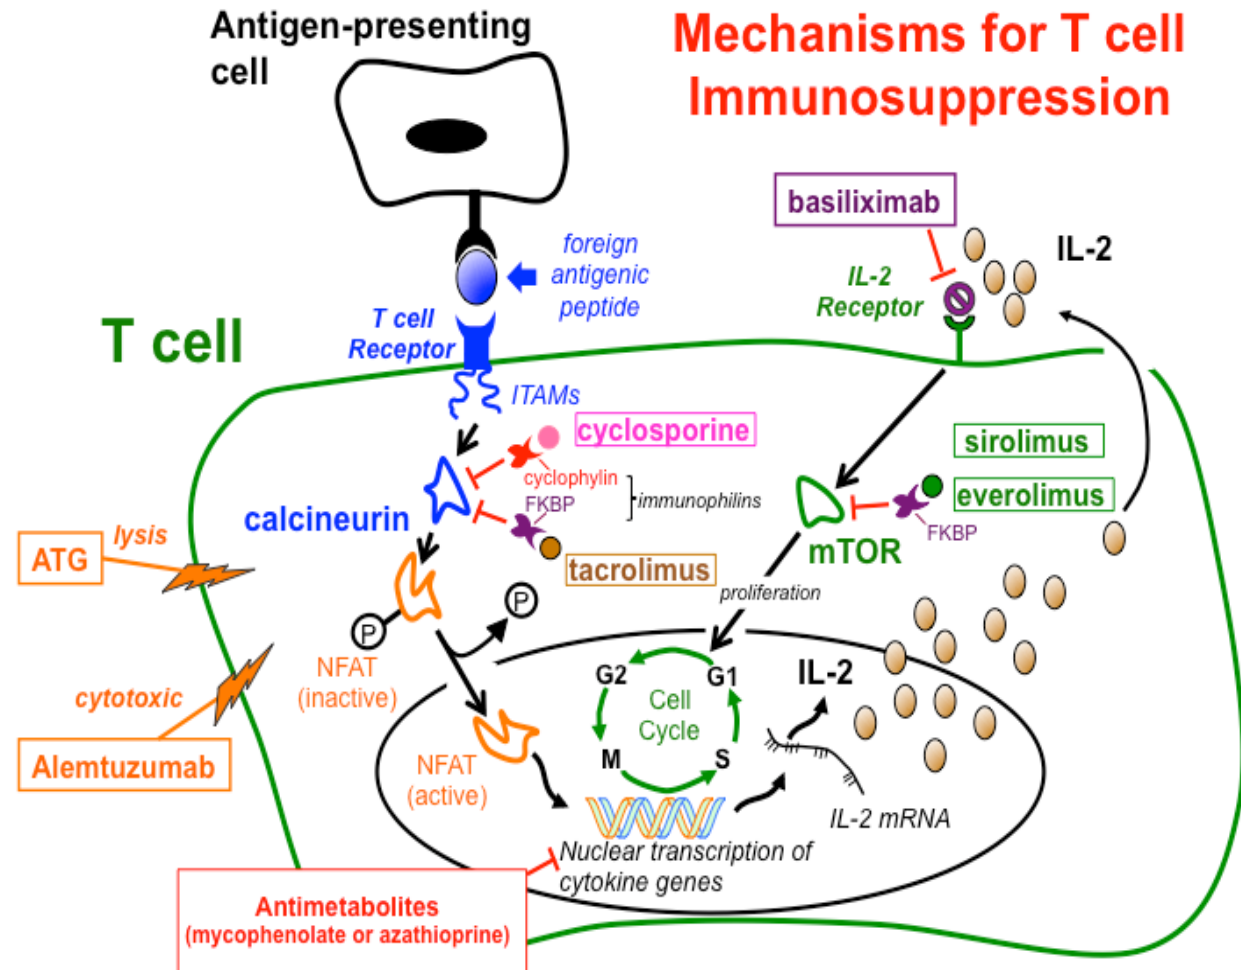 Antigen-presenting
cell
Mechanisms for T cell
Immunosuppression
basiliximab
IL-2
foreign
antigenic
peptide
IL-2
Receptor
T cell
T cell
Receptor
ITAMs
cyclosporine
cyclophylin
FKBP
immunophilins
calcineurin
tacrolimus
sirolimus
everolimus
FKBP
mTOR
proliferation
lysis
ATG
P
P
NFAT
(inactive)
cytotoxic
Alemtuzumab
NFAT
(active)
G2
G1
Cell
Cycle
M
S
IL-2
IL-2 mRNA
Nuclear transcription of
cytokine genes
Antimetabolites
(mycophenolate or azathioprine)